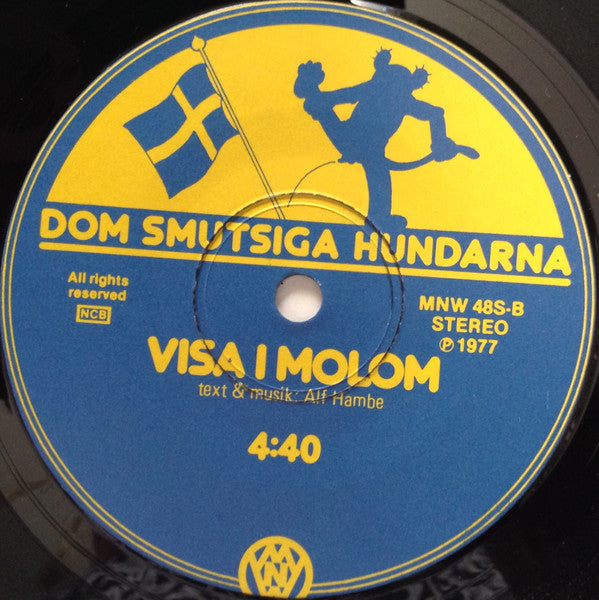 DOM SMUTSIGA HUNDARNA
All rights
reserved
NCB
MNW 48S-B
STEREO
℗ 1977
VISA I MOLOM
text & musik: Alf Hambe
4:40
MNW